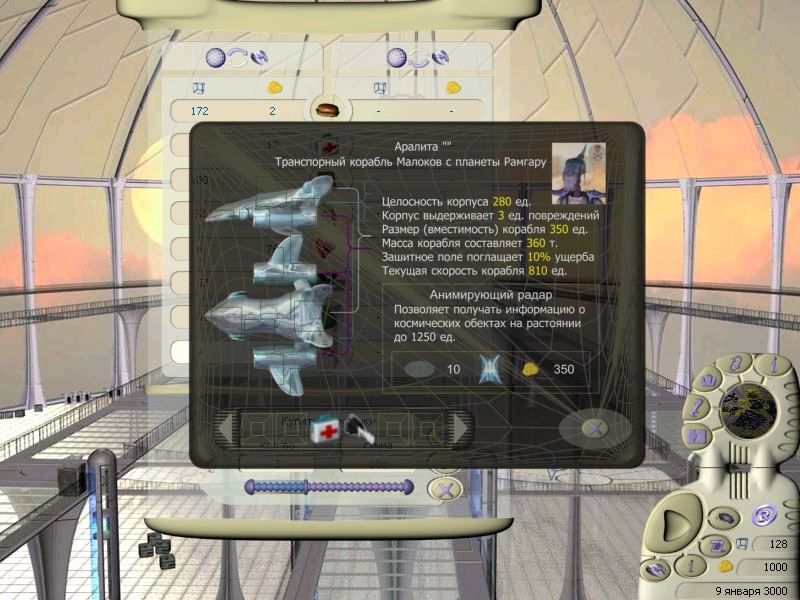 172 2 - -
Аралита ""
Транспорный корабль Малоков с планеты Рамгару
Целосность корпуса 280 ед.
Корпус выдерживает 3 ед. повреждений
Размер (вместимость) корабля 350 ед.
Масса корабля составляет 360 т.
Зашитное поле поглащает 10% ущерба
Текущая скорость корабля 810 ед.
Анимирующий радар
Позволяет получать информацию о
космических обектах на растоянии
до 1250 ед.
10 350
128
1000
9 января 3000